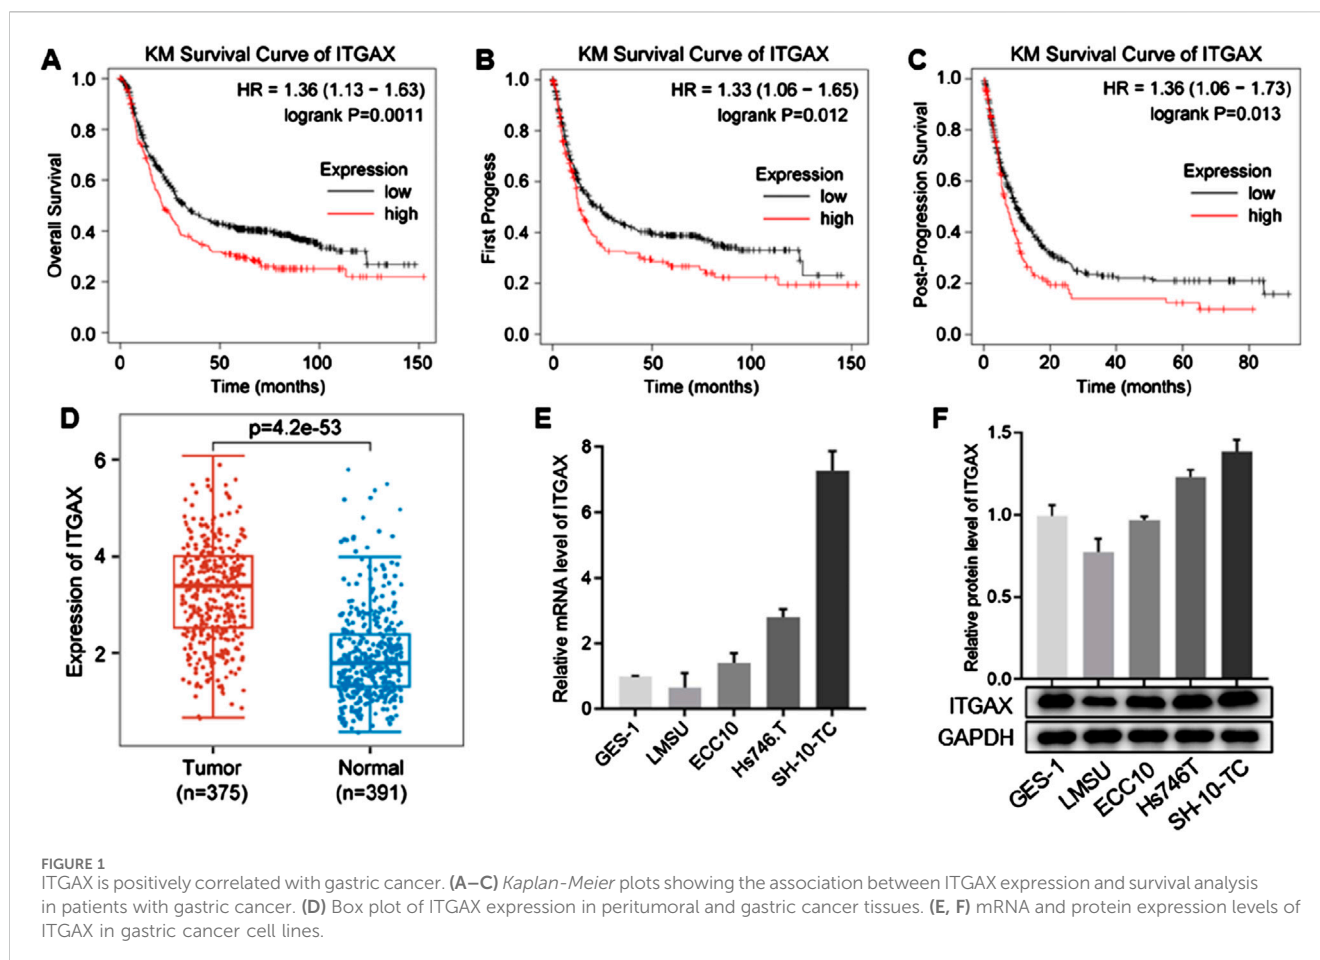 A
KM Survival Curve of ITGAX
HR = 1.36 (1.13 − 1.63)
logrank P=0.0011
Expression
low
high
Overall Survival
1.0
0.8
0.6
0.4
0.2
0.0
0
50
100
150
Time (months)
B
KM Survival Curve of ITGAX
HR = 1.33 (1.06 − 1.65)
logrank P=0.012
Expression
low
high
First Progress
1.0
0.8
0.6
0.4
0.2
0.0
0
50
100
150
Time (months)
C
KM Survival Curve of ITGAX
HR = 1.36 (1.06 − 1.73)
logrank P=0.013
Expression
low
high
Post-Progression Survival
1.0
0.8
0.6
0.4
0.2
0.0
0
20
40
60
80
Time (months)
D
p=4.2e-53
Expression of ITGAX
6
4
2
Tumor
(n=375)
Normal
(n=391)
E
Relative mRNA level of ITGAX
8
6
4
2
0
GES-1
LMSU
ECC10
Hs746.T
SH-10-TC
F
Relative protein level of ITGAX
1.5
1.0
0.5
0.0
ITGAX
GAPDH
GES-1
LMSU
ECC10
Hs746T
SH-10-TC
FIGURE 1
ITGAX is positively correlated with gastric cancer. (A–C) Kaplan-Meier plots showing the association between ITGAX expression and survival analysis
in patients with gastric cancer. (D) Box plot of ITGAX expression in peritumoral and gastric cancer tissues. (E, F) mRNA and protein expression levels of
ITGAX in gastric cancer cell lines.